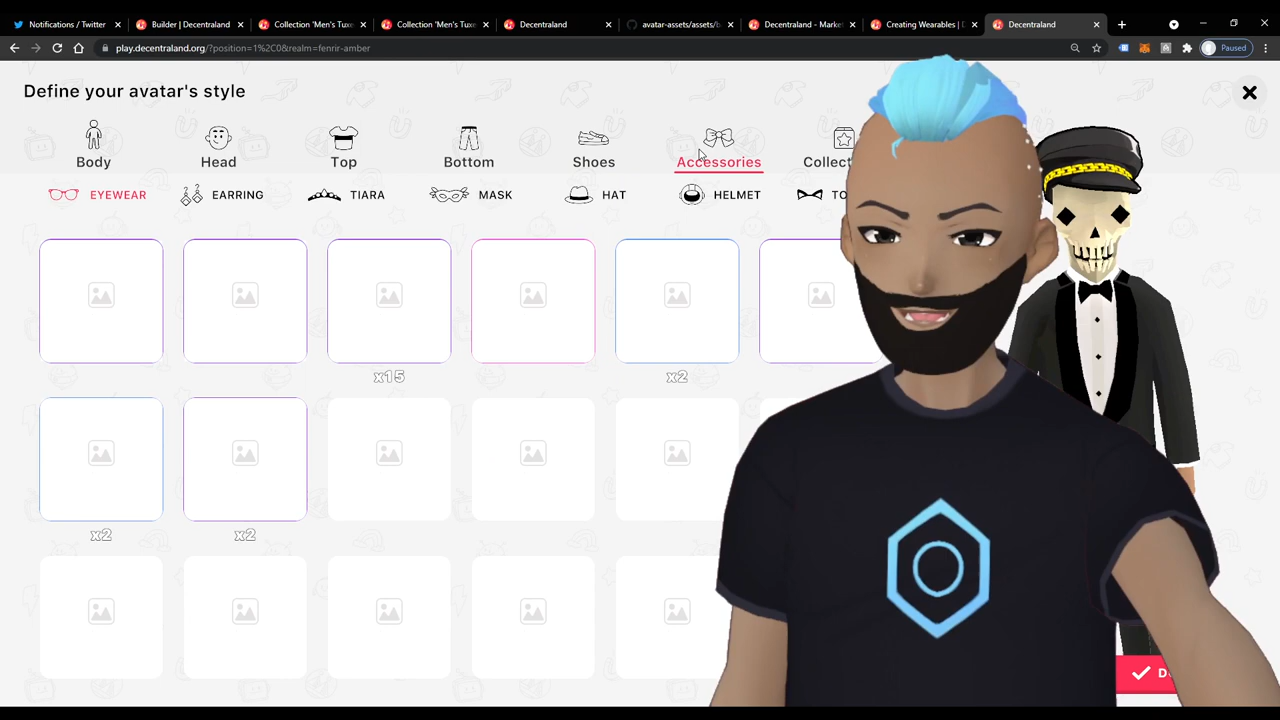 Notifications / Twitter
Builder | Decentraland
Collection 'Men's Tuxe
Collection 'Men's Tuxe
Decentraland
avatar-assets/assets/b
Decentraland - Marke
Creating Wearables | D
Decentraland
play.decentraland.org/?position=1%2C0&realm=fenrir-amber
Paused
Define your avatar's style
Body
Head
Top
Bottom
Shoes
Accessories
Collect
EYEWEAR
EARRING
TIARA
MASK
HAT
HELMET
TO
x15
x2
x2
x2
D